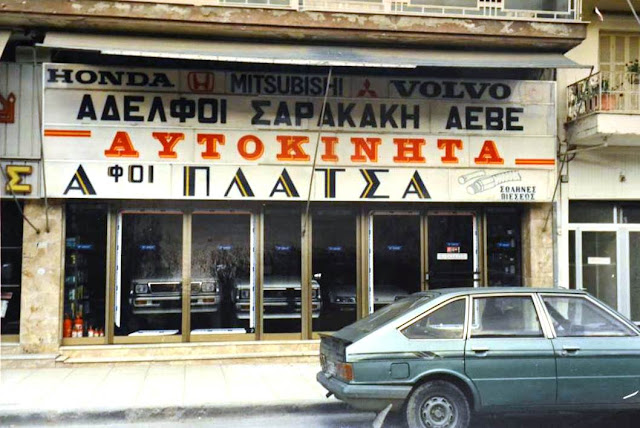 HONDA MITSUBISHI VOLVO
ΑΔΕΛΦΟΙ ΣΑΡΑΚΑΚΗ ΑΕΒΕ
ΑΥΤΟΚΙΝΗΤΑ
ΑΦΟΙ ΠΛΑΤΣΑ
ΣΩΛΗΝΕΣ
ΠΙΕΣΕΩΣ
Σ